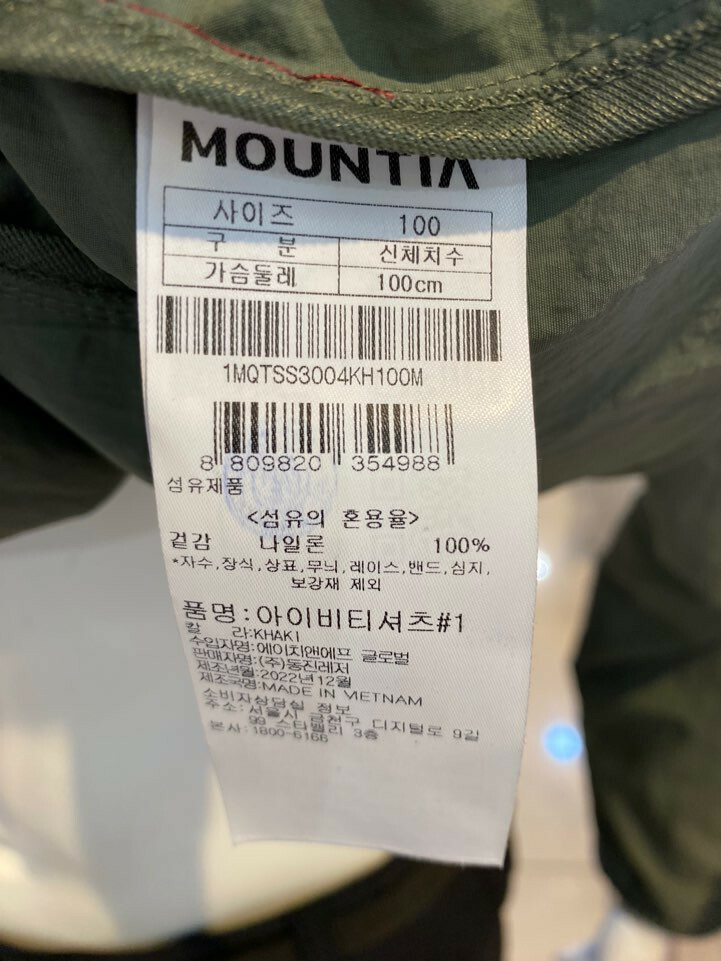 MOUNTIA
사이즈 100
구 분 신체치수
가슴둘레 100cm
1MQTSS3004KH100M
8 809820 354988
섬유제품
<섬유의 혼용율>
겉감 나일론 100%
*자수,장식,상표,무늬,레이스,밴드,심지,
보강재 제외
품명:아이비티셔츠#1
칼 라:KHAKI
수입자명:에이치앤에프 글로벌
판매자명:(주)동진레저
제조년월:2022년12월
제조국명:MADE IN VIETNAM
소비자상담실 정보
주소:서울시 금천구 디지털로 9길
99 스타밸리 3층
본사:1800-6166